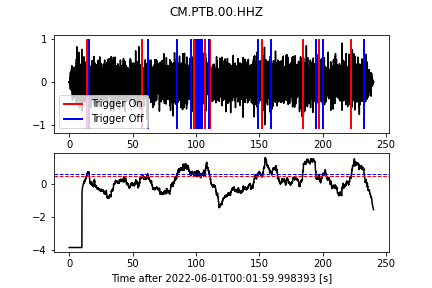 CM.PTB.00.HHZ
1
0
−1
Trigger On
Trigger Off
0 50 100 150 200 250
0
−2
−4
0 50 100 150 200 250
Time after 2022-06-01T00:01:59.998393 [s]